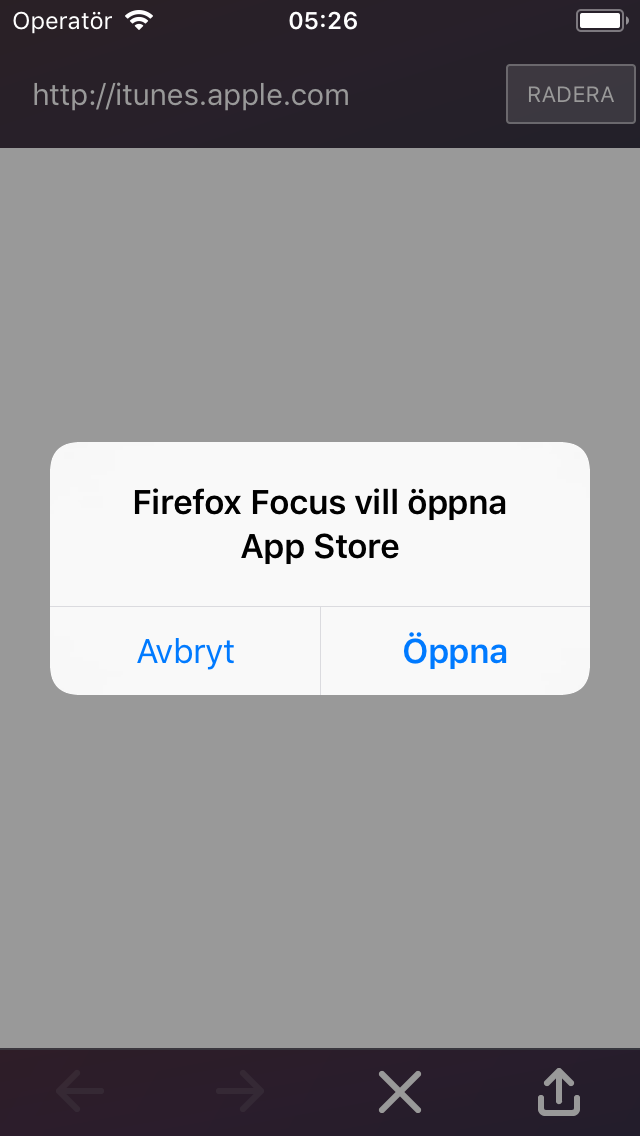 Operatör 05:26
http://itunes.apple.com RADERA
Firefox Focus vill öppna
App Store
Avbryt Öppna